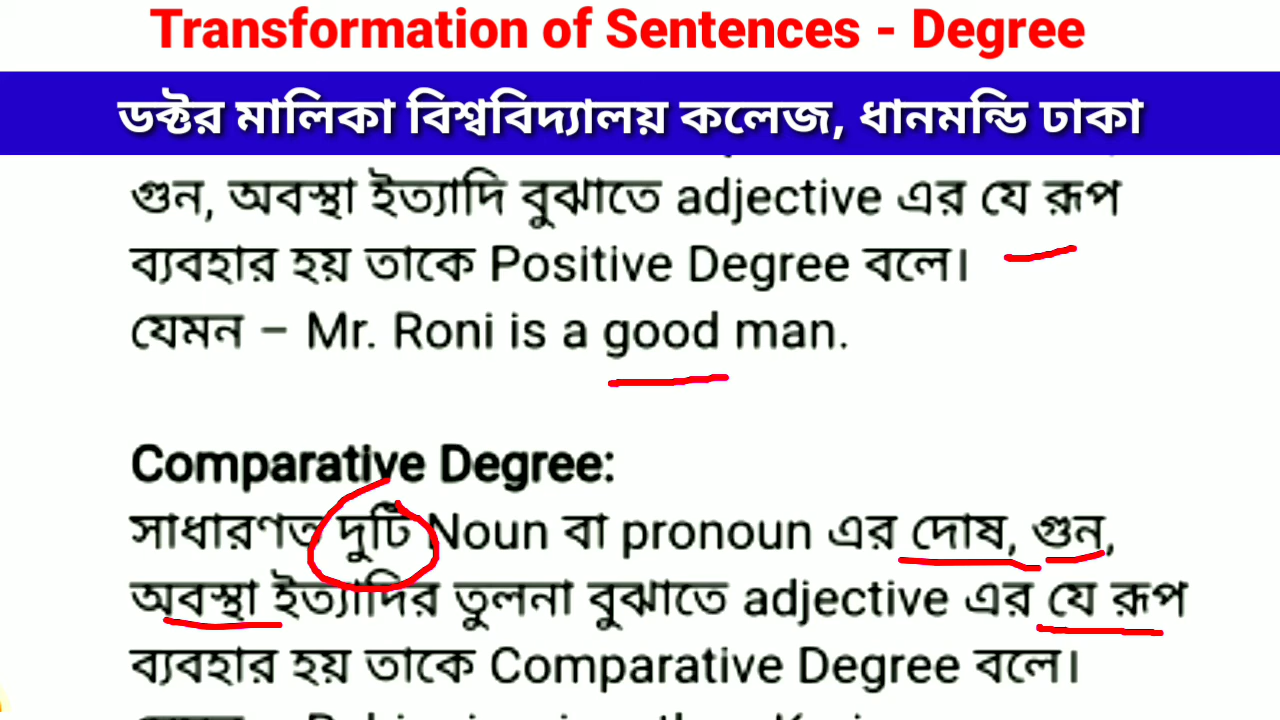 Transformation of Sentences - Degree
ডক্টর মালিকা বিশ্ববিদ্যালয় কলেজ, ধানমন্ডি ঢাকা
গুন, অবস্থা ইত্যাদি বুঝাতে adjective এর যে রূপ
ব্যবহার হয় তাকে Positive Degree বলে।
যেমন – Mr. Roni is a good man.
Comparative Degree:
সাধারণত দুটি Noun বা pronoun এর দোষ, গুন,
অবস্থা ইত্যাদির তুলনা বুঝাতে adjective এর যে রূপ
ব্যবহার হয় তাকে Comparative Degree বলে।